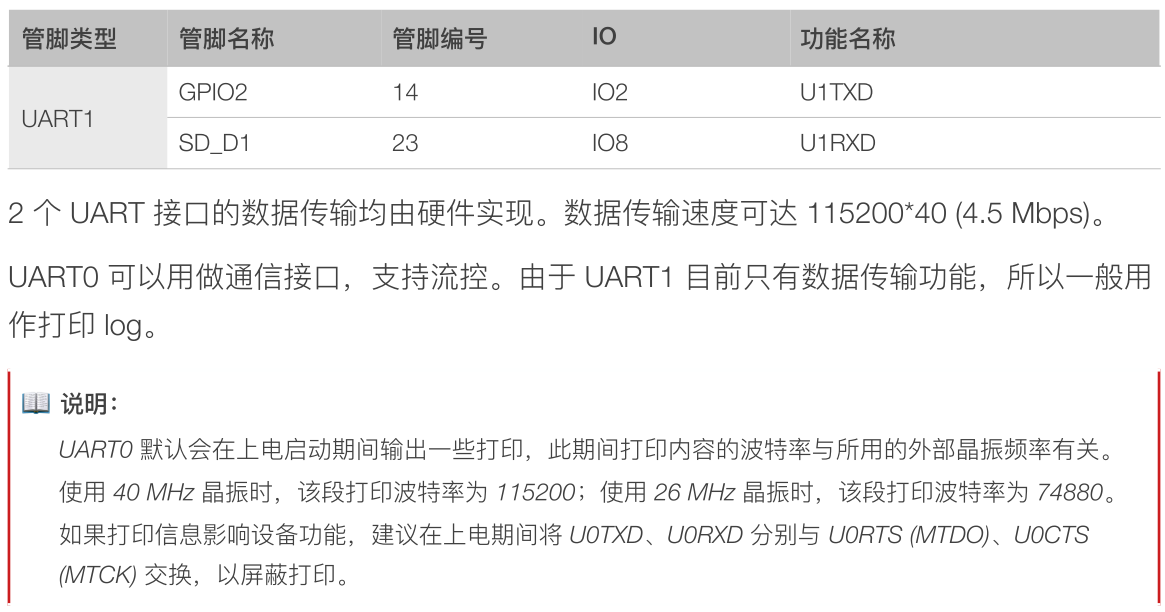 管脚类型 管脚名称 管脚编号 IO 功能名称
UART1 GPIO2 14 IO2 U1TXD
SD_D1 23 IO8 U1RXD
2 个 UART 接口的数据传输均由硬件实现。数据传输速度可达 115200*40 (4.5 Mbps)。
UART0 可以用做通信接口，支持流控。由于 UART1 目前只有数据传输功能，所以一般用
作打印 log。
说明：
UART0 默认会在上电启动期间输出一些打印，此期间打印内容的波特率与所用的外部晶振频率有关。
使用 40 MHz 晶振时，该段打印波特率为 115200；使用 26 MHz 晶振时，该段打印波特率为 74880。
如果打印信息影响设备功能，建议在上电期间将 U0TXD、U0RXD 分别与 U0RTS (MTDO)、U0CTS
(MTCK) 交换，以屏蔽打印。